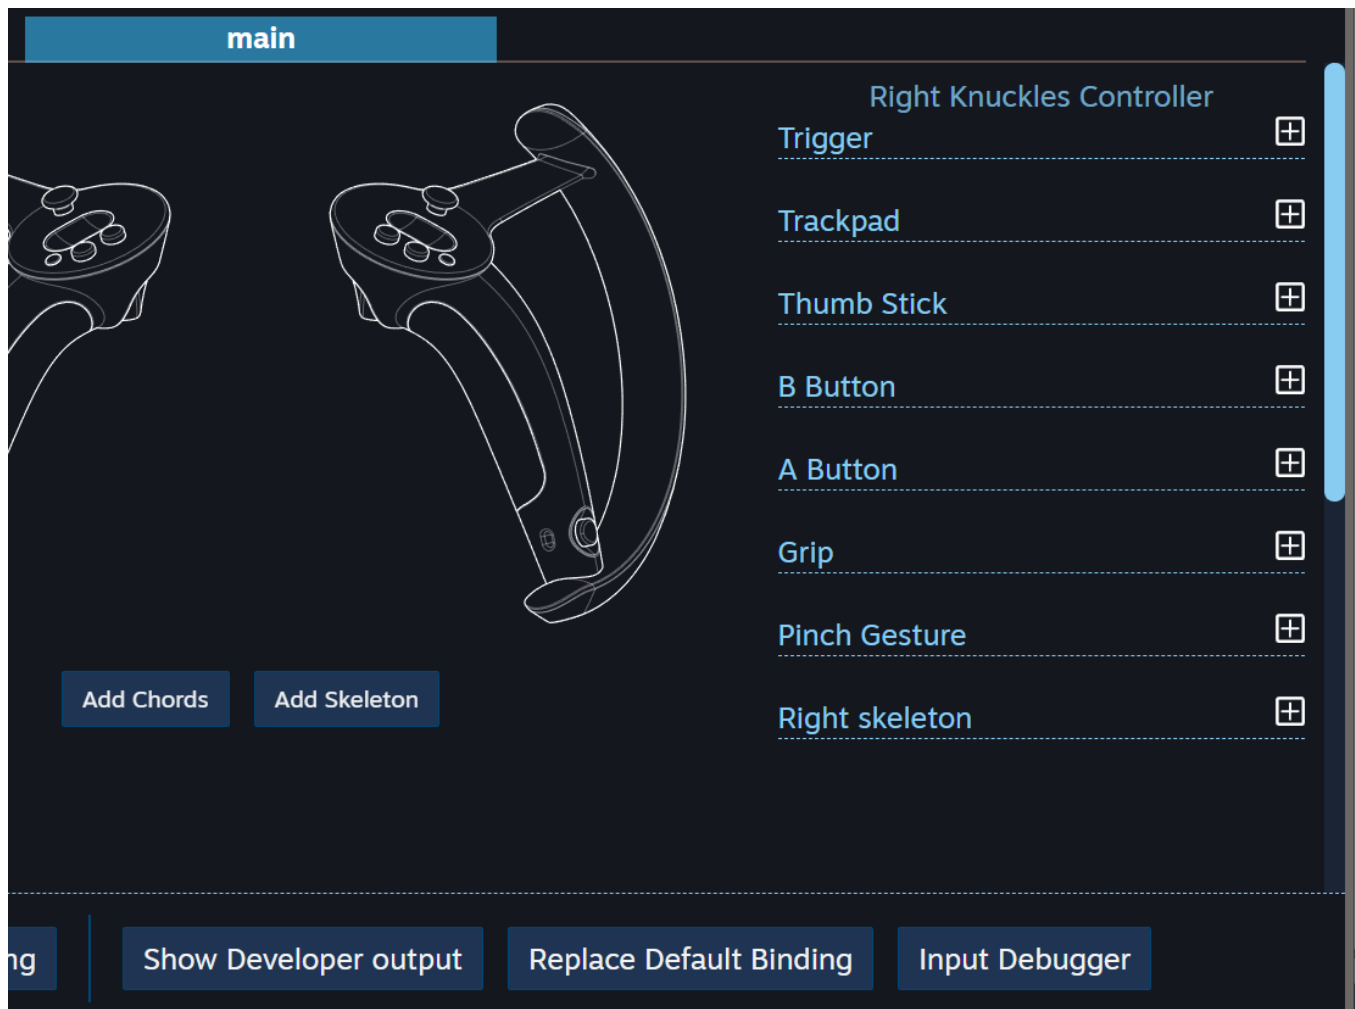 main
Right Knuckles Controller
Trigger
Trackpad
Thumb Stick
B Button
A Button
Grip
Pinch Gesture
Right skeleton
Add Chords
Add Skeleton
ng
Show Developer output
Replace Default Binding
Input Debugger